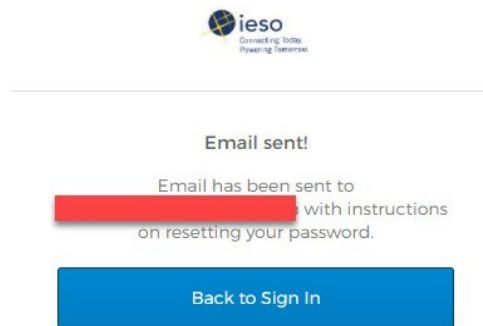 ieso
Connecting Today.
Powering Tomorrow.
Email sent!
Email has been sent to
with instructions
on resetting your password.
Back to Sign In